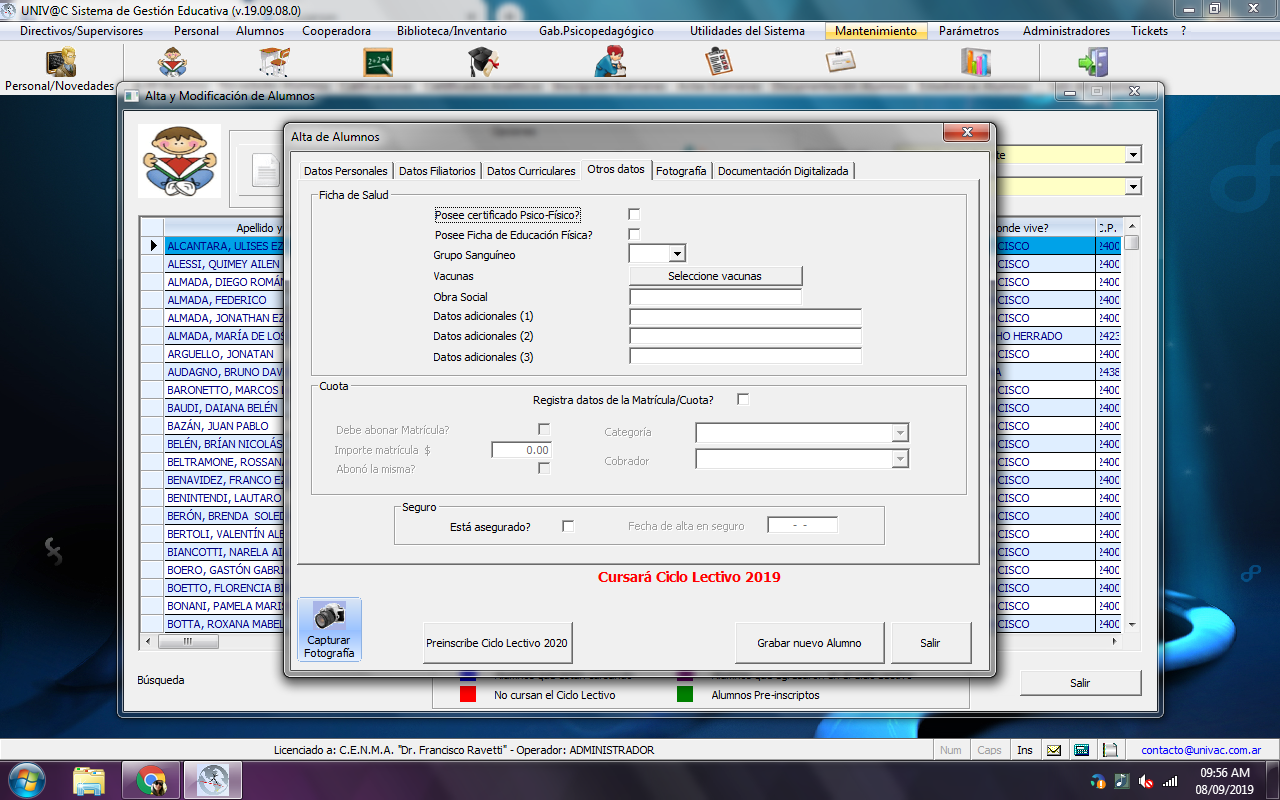 UNIV@C Sistema de Gestión Educativa (v.19.09.08.0)
Directivos/Supervisores Personal Alumnos Cooperadora Biblioteca/Inventario Gab.Psicopedagógico Utilidades del Sistema Mantenimiento Parámetros Administradores Tickets ?
Personal/Novedades
Alta y Modificación de Alumnos
Alta de Alumnos
Datos Personales Datos Filiatorios Datos Curriculares Otros datos Fotografía Documentación Digitalizada
Ficha de Salud
Posee certificado Psico-Físico?
Posee Ficha de Educación Física?
Grupo Sanguíneo
Vacunas Seleccione vacunas
Obra Social
Datos adicionales (1)
Datos adicionales (2)
Datos adicionales (3)
Cuota
Registra datos de la Matrícula/Cuota?
Debe abonar Matrícula? Categoría
Importe matrícula $ 0.00
Cobrador
Abonó la misma?
Seguro
Está asegurado? Fecha de alta en seguro - -
Cursará Ciclo Lectivo 2019
Capturar
Fotografía
Preinscribe Ciclo Lectivo 2020 Grabar nuevo Alumno Salir
Apellido y onde vive? C.P.
ALCANTARA, ULISES EZ CISCO 2400
ALESSI, QUIMEY AILEN CISCO 2400
ALMADA, DIEGO ROMÁN CISCO 2400
ALMADA, FEDERICO CISCO 2400
ALMADA, JONATHAN EZ CISCO 2400
ALMADA, MARÍA DE LOS HO HERRADO 2423
ARGUELLO, JONATAN CISCO 2400
AUDAGNO, BRUNO DAV A 2438
BARONETTO, MARCOS CISCO 2400
BAUDI, DAIANA BELÉN CISCO 2400
BAZÁN, JUAN PABLO CISCO 2400
BELÉN, BRÍAN NICOLÁS CISCO 2400
BELTRAMONE, ROSSANA CISCO 2400
BENAVIDEZ, FRANCO EZ CISCO 2400
BENINTENDI, LAUTARO CISCO 2400
BERÓN, BRENDA SOLED CISCO 2400
BERTOLI, VALENTÍN ALE CISCO 2400
BIANCOTTI, NARELA AI CISCO 2400
BOERO, GASTÓN GABRI CISCO 2400
BOETTO, FLORENCIA BE CISCO 2400
BONANI, PAMELA MARIS CISCO 2400
BOTTA, ROXANA MABEL CISCO 2400
Búsqueda
No cursan el Ciclo Lectivo Alumnos Pre-inscriptos
Salir
Licenciado a: C.E.N.M.A. "Dr. Francisco Ravetti" - Operador: ADMINISTRADOR Num Caps Ins contacto@univac.com.ar
09:56 AM
08/09/2019